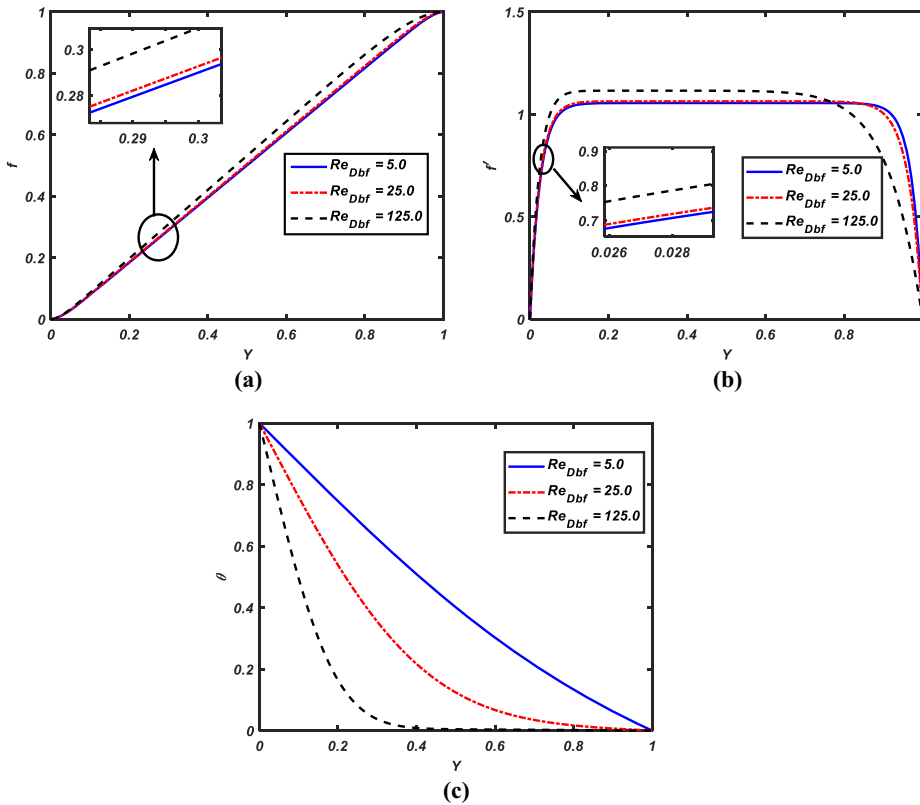 1
0.8
0.6
0.4
0.2
0
f
0.3
0.28
0.29
0.3
Re_Dbf = 5.0
Re_Dbf = 25.0
Re_Dbf = 125.0
0
0.2
0.4
0.6
0.8
1
Y
(a)
1.5
1.0
0.5
0
f'
0.9
0.8
0.7
0.026
0.028
Re_Dbf = 5.0
Re_Dbf = 25.0
Re_Dbf = 125.0
0
0.2
0.4
0.6
0.8
Y
(b)
1
0.8
0.6
0.4
0.2
0
θ
Re_Dbf = 5.0
Re_Dbf = 25.0
Re_Dbf = 125.0
0
0.2
0.4
0.6
0.8
1
Y
(c)